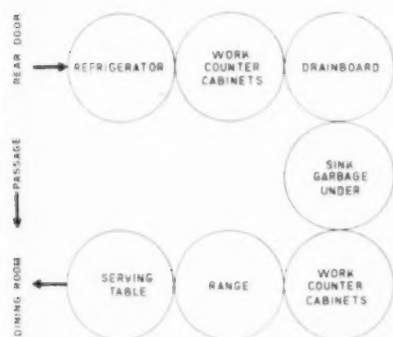 REAR DOOR
REFRIGERATOR
WORK
COUNTER
CABINETS
DRAINBOARD
PASSAGE
SINK
GARBAGE
UNDER
DINING ROOM
SERVING
TABLE
RANGE
WORK
COUNTER
CABINETS